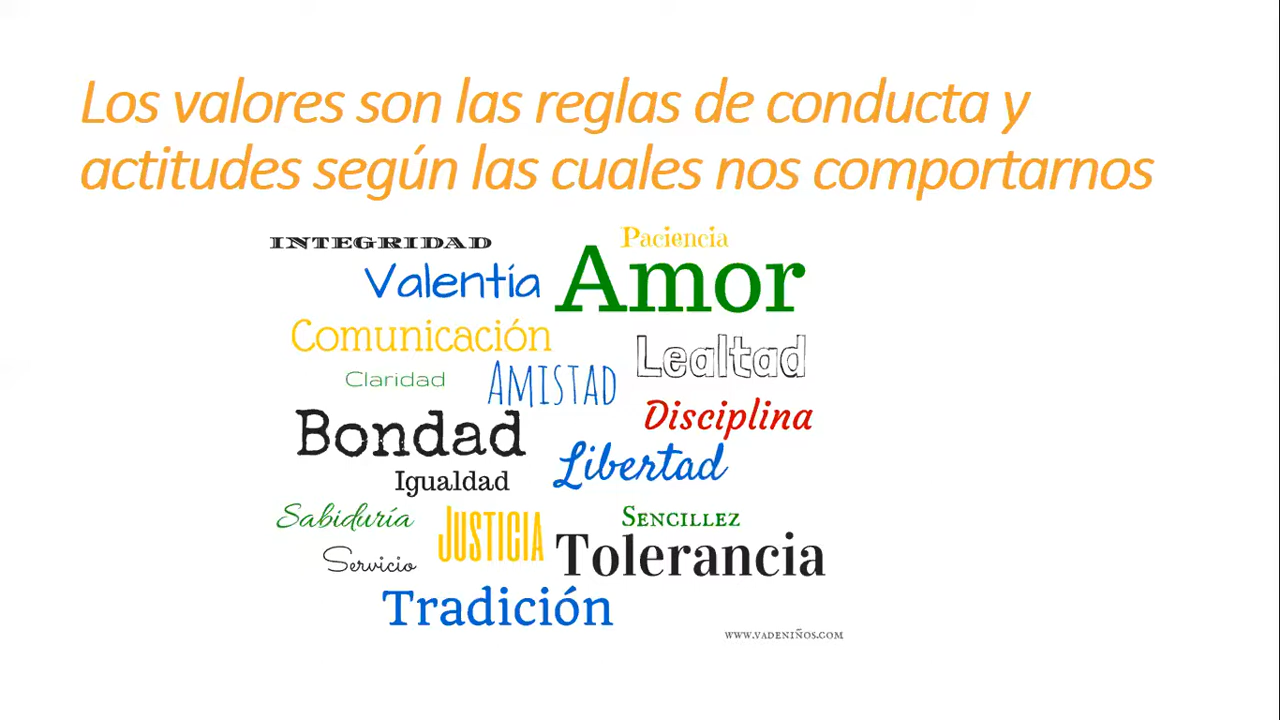 Los valores son las reglas de conducta y
actitudes según las cuales nos comportarnos
INTEGRIDAD
Paciencia
Valentía
Amor
Comunicación
Lealtad
Claridad
AMISTAD
Disciplina
Bondad
Libertad
Igualdad
Sabiduría
JUSTICIA
SENCILLEZ
Servicio
Tolerancia
Tradición
WWW.VADENIÑOS.COM